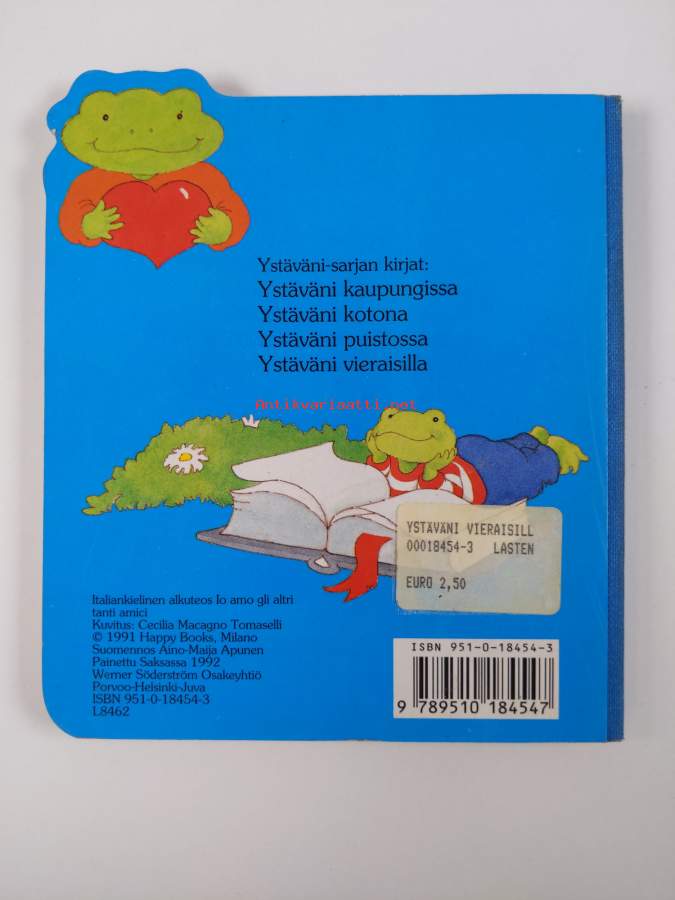 Ystäväni-sarjan kirjat:
Ystäväni kaupungissa
Ystäväni kotona
Ystäväni puistossa
Ystäväni vieraisilla
Antikvariaatti.net
YSTÄVÄNI VIERAISILL
00018454-3 LASTEN
EURO 2,50
Italiankielinen alkuteos Io amo gli altri
tanti amici
Kuvitus: Cecilia Macagno Tomaselli
© 1991 Happy Books, Milano
Suomennos Aino-Maija Apunen
Painettu Saksassa 1992
Werner Söderström Osakeyhtiö
Porvoo-Helsinki-Juva
ISBN 951-0-18454-3
L8462
ISBN 951-0-18454-3
9 789510 184547